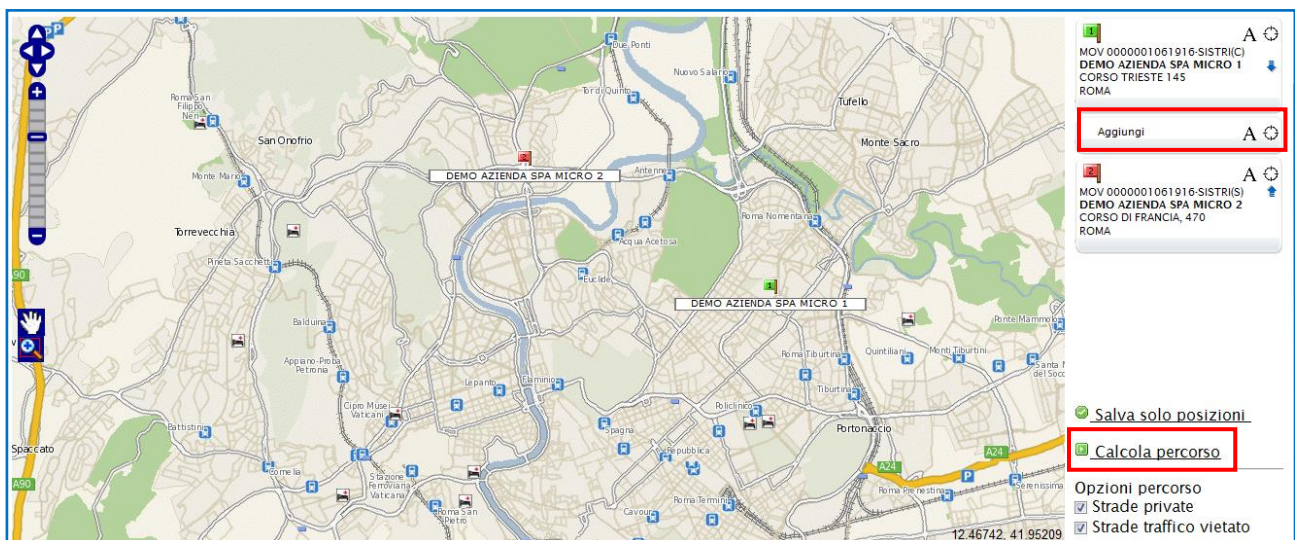 Due Ponti
Nuovo Salario
Tor di Quinto
Tufello
Roma San
Filippo
Neri
San Onofrio
Monte Sacro
2
DEMO AZIENDA SPA MICRO 2
Monte Mario
Antenne
Roma Nomentana
Torrevecchia
Acqua Acetosa
Pineta Sacchetti
90
Euclide
1
DEMO AZIENDA SPA MICRO 1
Balduina
Ponte Mammolo
Appiano-Proba
Petronia
Roma Tiburtina
Quintiliani
Monti Tiburtini
Santa M
del Socc
Lepanto
Flaminio
Tiburtina
Cipro Musei
Vaticani
Policlinico
Battistini
Spagna
Portonaccio
Spaccato
Repubblica
A24
A24
Cornelia
Stazione
Ferroviaria
Vaticana
A90
P
Serenissima
Roma Prenestina
Roma Termini
Roma San
Pietro
Cavour
12.46742, 41.95209
1
A
MOV 0000001061916-SISTRI(C)
DEMO AZIENDA SPA MICRO 1
CORSO TRIESTE 145
ROMA
Aggiungi A
2
A
MOV 0000001061916-SISTRI(S)
DEMO AZIENDA SPA MICRO 2
CORSO DI FRANCIA, 470
ROMA
Salva solo posizioni
Calcola percorso
Opzioni percorso
Strade private
Strade traffico vietato